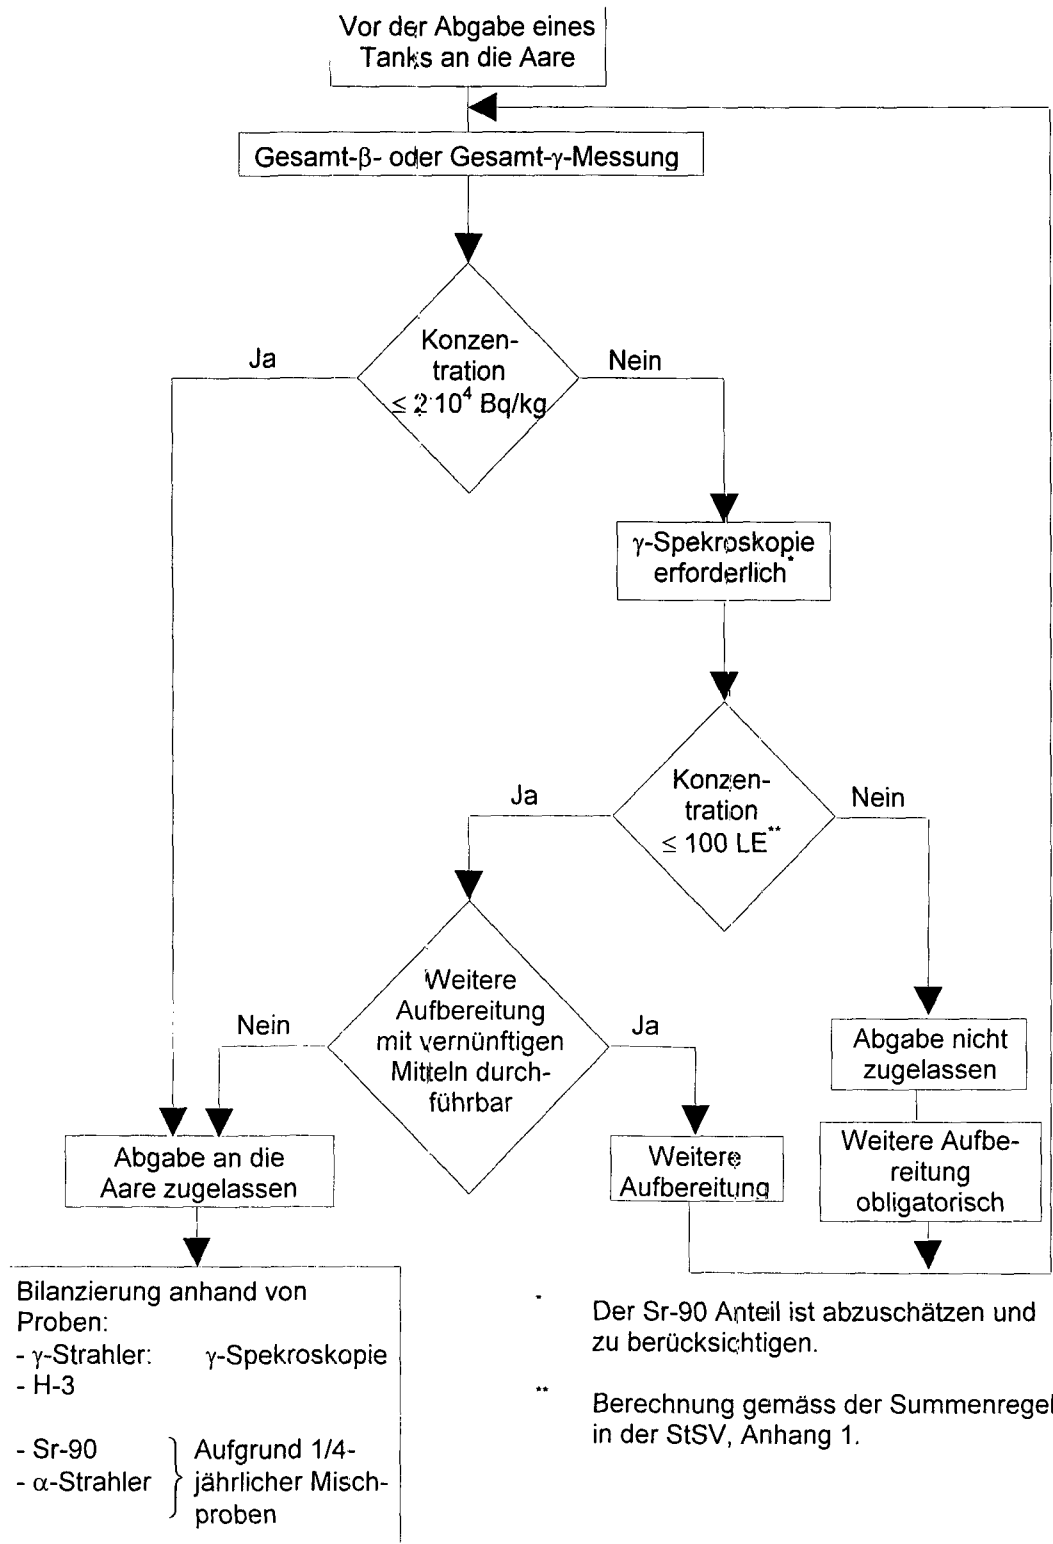 Vor der Abgabe eines
Tanks an die Aare
Gesamt-β- oder Gesamt-γ-Messung
Konzen-
tration
≤ 2·10⁴ Bq/kg
Ja
Nein
γ-Spekroskopie
erforderlich*
Konzen-
tration
≤ 100 LE**
Ja
Nein
Weitere
Aufbereitung
mit vernünftigen
Mitteln durch-
führbar
Nein
Ja
Abgabe nicht
zugelassen
Abgabe an die
Aare zugelassen
Weitere
Aufbereitung
Weitere Aufbe-
reitung
obligatorisch
Bilanzierung anhand von
Proben:
- γ-Strahler: γ-Spekroskopie
- H-3
- Sr-90
- α-Strahler
Aufgrund 1/4-
jährlicher Misch-
proben
* Der Sr-90 Anteil ist abzuschätzen und
zu berücksichtigen.
** Berechnung gemäss der Summenregel
in der StSV, Anhang 1.